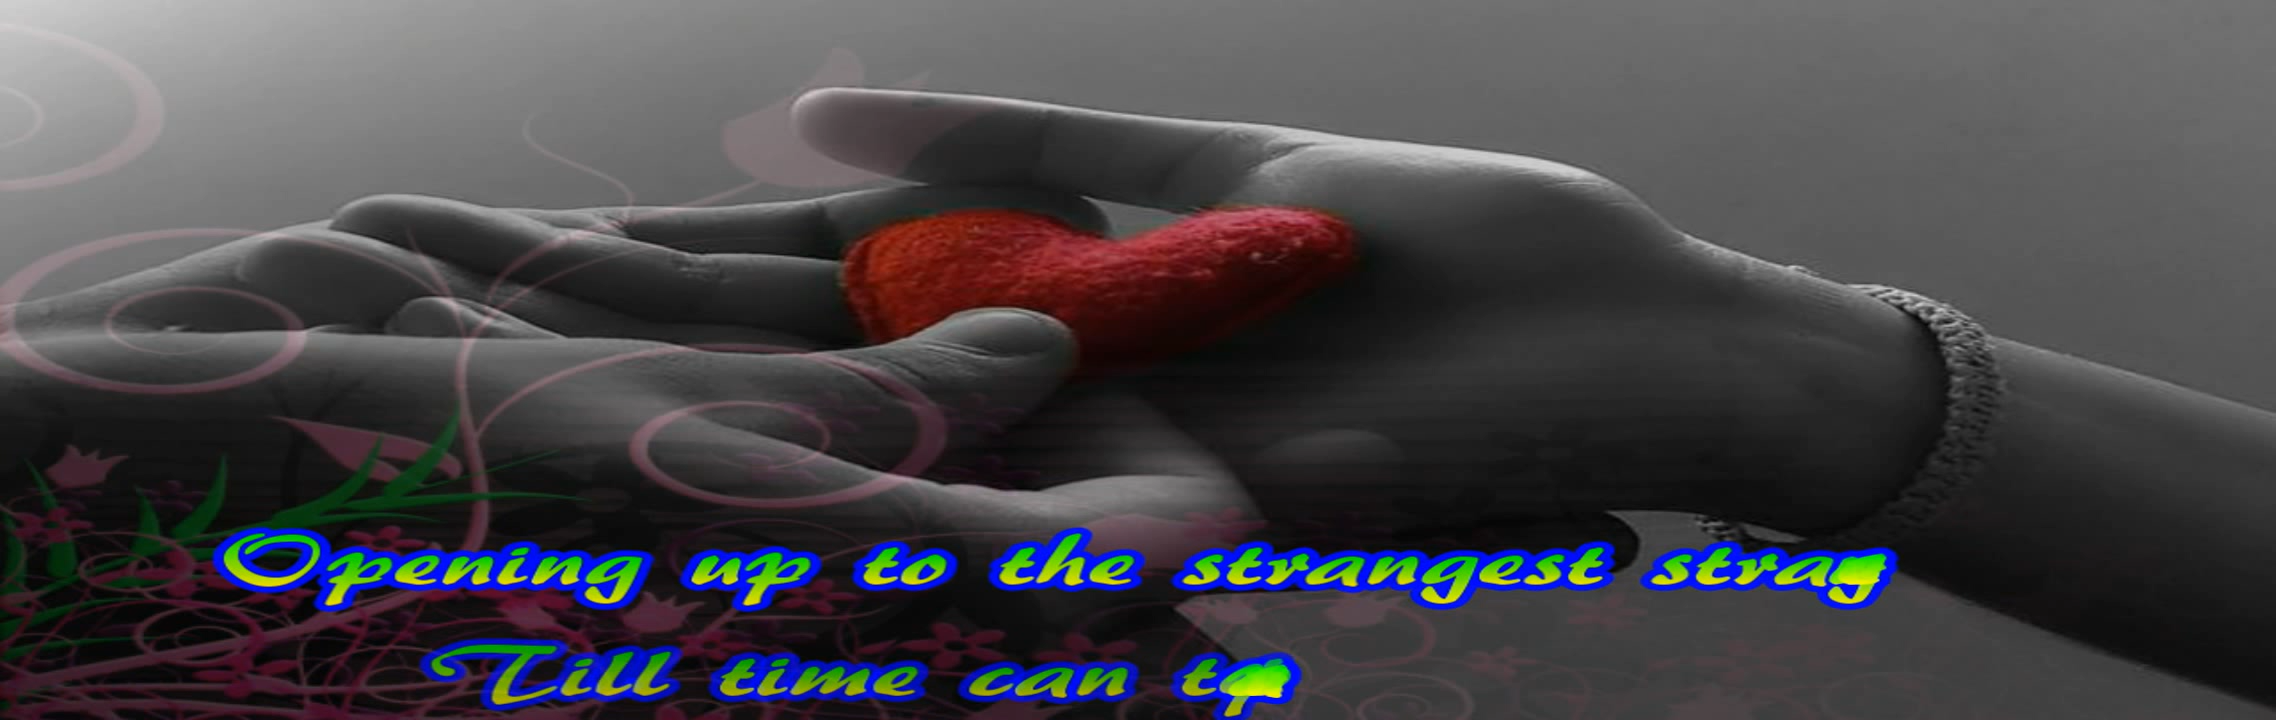 Opening up to the strangest
Till time can